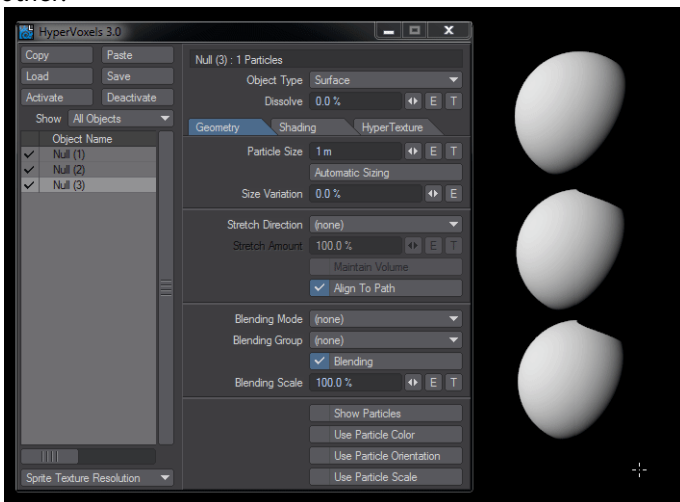 HyperVoxels 3.0
Copy Paste
Load Save
Activate Deactivate
Show All Objects
Object Name
Null (1)
Null (2)
Null (3)
Sprite Texture Resolution
Null (3) : 1 Particles
Object Type Surface
Dissolve 0.0 % E T
Geometry Shading HyperTexture
Particle Size 1 m E T
Automatic Sizing
Size Variation 0.0 % E
Stretch Direction (none)
Stretch Amount 100.0 % E T
Maintain Volume
Align To Path
Blending Mode (none)
Blending Group (none)
Blending
Blending Scale 100.0 % E T
Show Particles
Use Particle Color
Use Particle Orientation
Use Particle Scale